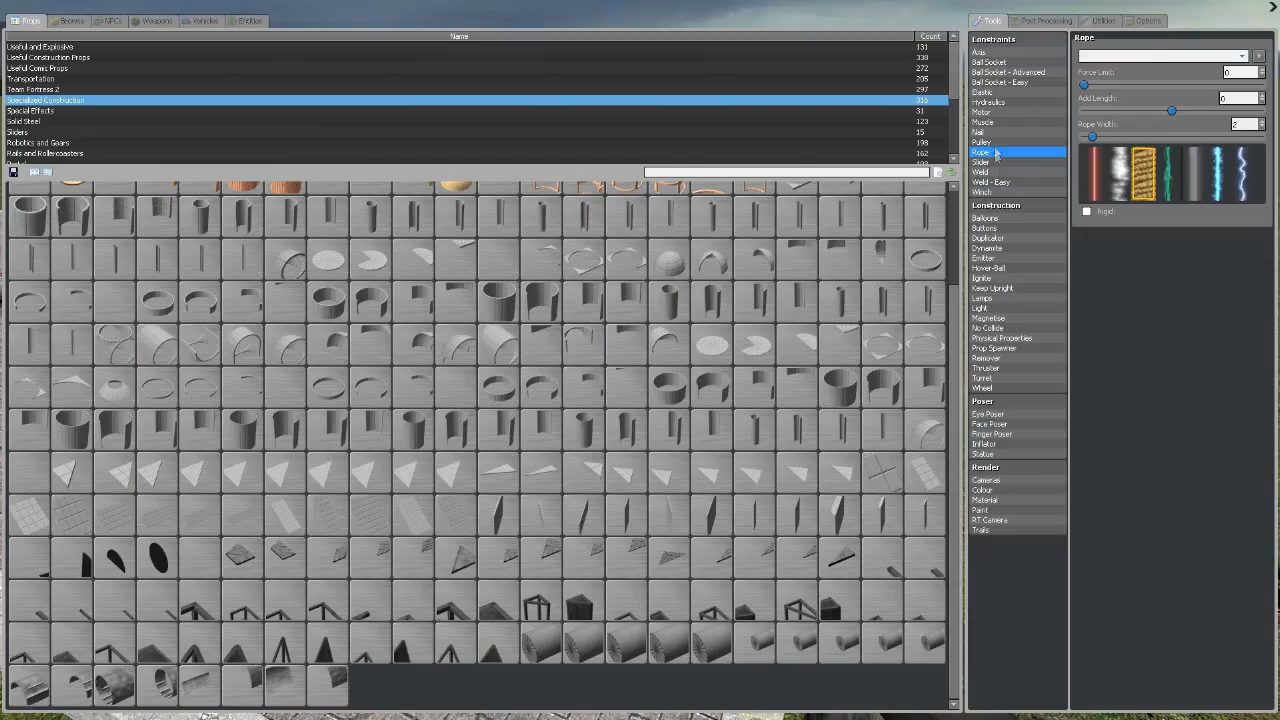 Props Browse NPCs Weapons Vehicles Entities
Name Count
Useful and Explosive 131
Useful Construction Props 338
Useful Comic Props 272
Transportation 205
Team Fortress 2 297
Specialized Construction 316
Special Effects 31
Solid Steel 123
Sliders 15
Robotics and Gears 198
Rails and Rollercoasters 162
Tools Post Processing Utilities Options
Constraints
Axis
Ball Socket
Ball Socket - Advanced
Ball Socket - Easy
Elastic
Hydraulics
Motor
Muscle
Nail
Pulley
Rope
Slider
Weld
Weld - Easy
Winch
Construction
Balloons
Buttons
Duplicator
Dynamite
Emitter
Hover-Ball
Ignite
Keep Upright
Lamps
Light
Magnetise
No Collide
Physical Properties
Prop Spawner
Remover
Thruster
Turret
Wheel
Poser
Eye Poser
Face Poser
Finger Poser
Inflator
Statue
Render
Cameras
Colour
Material
Paint
RT Camera
Trails
Rope
Force Limit: 0
Add Length: 0
Rope Width: 2
Rigid: